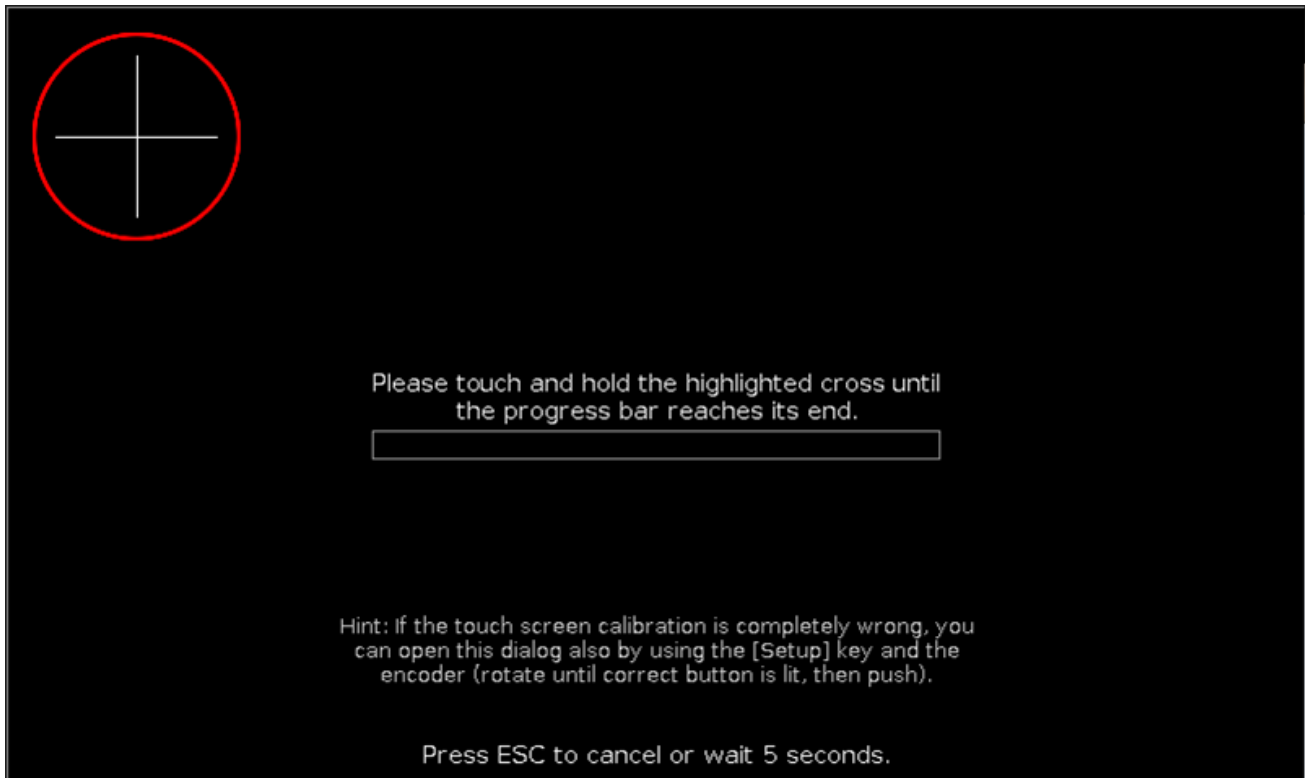 Please touch and hold the highlighted cross until
the progress bar reaches its end.
Hint: If the touch screen calibration is completely wrong, you
can open this dialog also by using the [Setup] key and the
encoder (rotate until correct button is lit, then push).
Press ESC to cancel or wait 5 seconds.